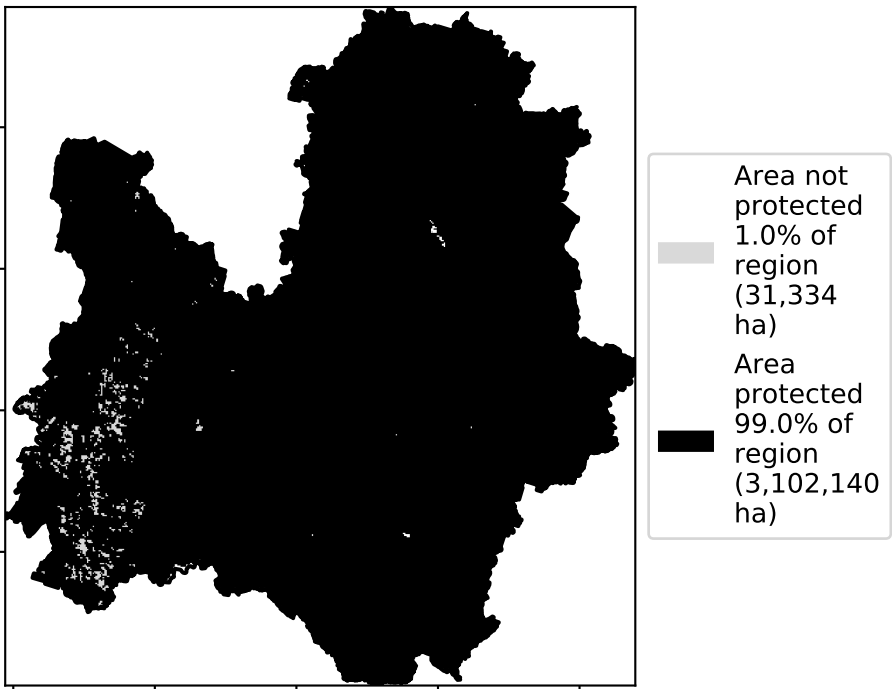 Area not
protected
1.0% of
region
(31,334
ha)
Area
protected
99.0% of
region
(3,102,140
ha)